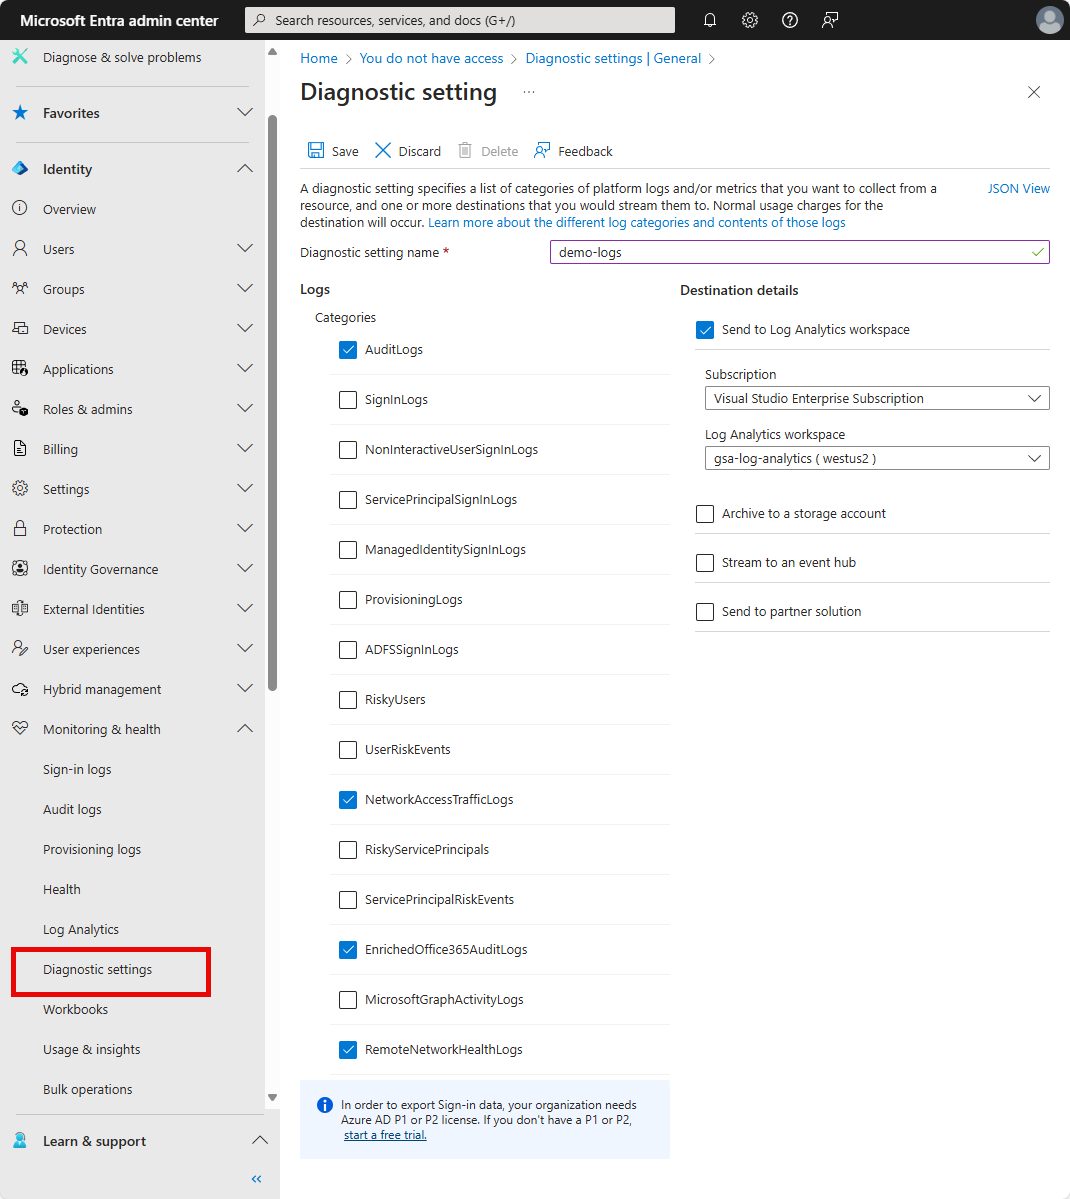 Microsoft Entra admin center
Search resources, services, and docs (G+/)
Diagnose & solve problems
Favorites
Identity
Overview
Users
Groups
Devices
Applications
Roles & admins
Billing
Settings
Protection
Identity Governance
External Identities
User experiences
Hybrid management
Monitoring & health
Sign-in logs
Audit logs
Provisioning logs
Health
Log Analytics
Diagnostic settings
Workbooks
Usage & insights
Bulk operations
Learn & support
Home > You do not have access > Diagnostic settings | General >
Diagnostic setting ...
Save Discard Delete Feedback
A diagnostic setting specifies a list of categories of platform logs and/or metrics that you want to collect from a
resource, and one or more destinations that you would stream them to. Normal usage charges for the
destination will occur. Learn more about the different log categories and contents of those logs
JSON View
Diagnostic setting name *
demo-logs
Logs
Categories
AuditLogs
SignInLogs
NonInteractiveUserSignInLogs
ServicePrincipalSignInLogs
ManagedIdentitySignInLogs
ProvisioningLogs
ADFSSignInLogs
RiskyUsers
UserRiskEvents
NetworkAccessTrafficLogs
RiskyServicePrincipals
ServicePrincipalRiskEvents
EnrichedOffice365AuditLogs
MicrosoftGraphActivityLogs
RemoteNetworkHealthLogs
In order to export Sign-in data, your organization needs
Azure AD P1 or P2 license. If you don't have a P1 or P2,
start a free trial.
Destination details
Send to Log Analytics workspace
Subscription
Visual Studio Enterprise Subscription
Log Analytics workspace
gsa-log-analytics ( westus2 )
Archive to a storage account
Stream to an event hub
Send to partner solution